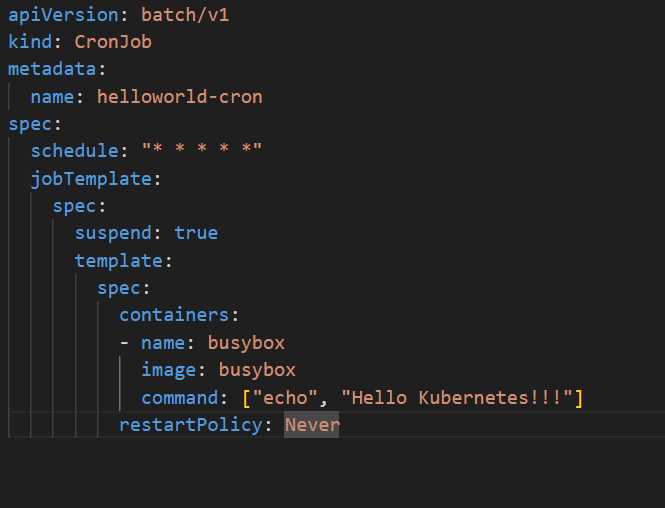 apiVersion: batch/v1
kind: CronJob
metadata:
  name: helloworld-cron
spec:
  schedule: "* * * * *"
  jobTemplate:
    spec:
      suspend: true
      template:
        spec:
          containers:
          - name: busybox
            image: busybox
            command: ["echo", "Hello Kubernetes!!!"]
          restartPolicy: Never